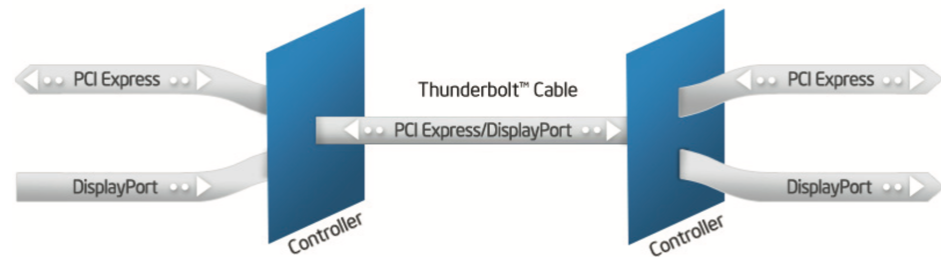 PCI Express
DisplayPort
Controller
Thunderbolt™ Cable
PCI Express/DisplayPort
Controller
PCI Express
DisplayPort